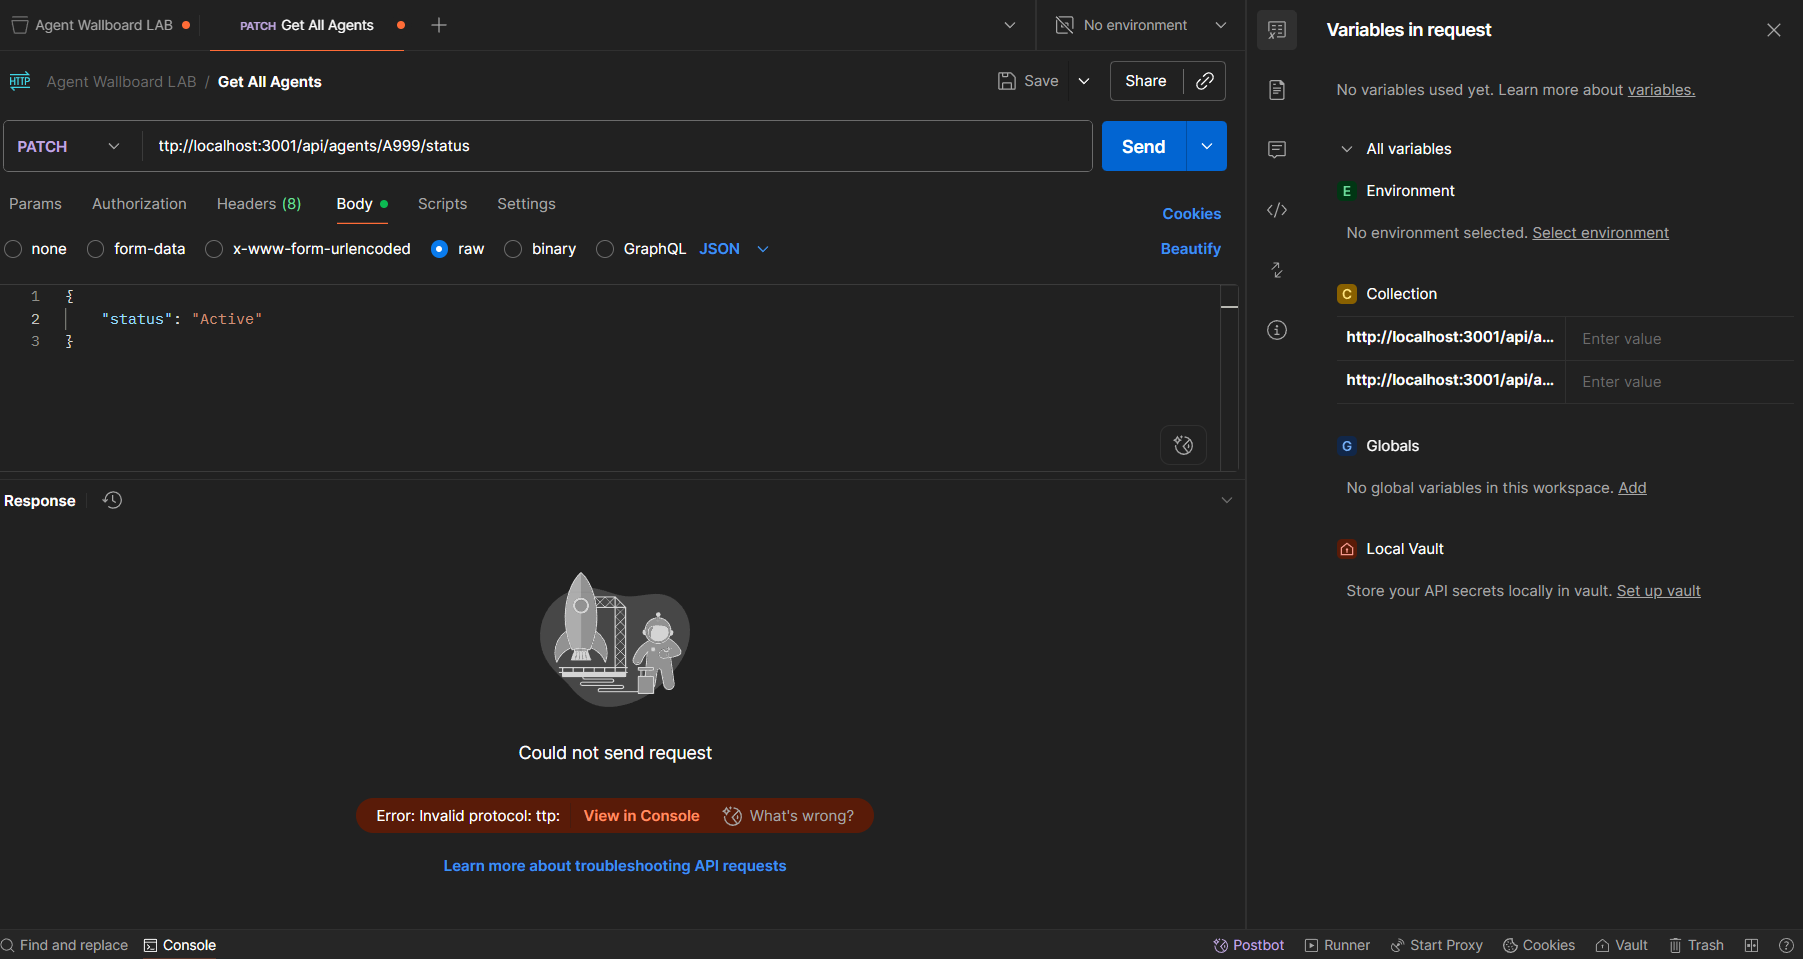 Agent Wallboard LAB
PATCH Get All Agents
No environment
HTTP Agent Wallboard LAB / Get All Agents
Save
Share
PATCH
ttp://localhost:3001/api/agents/A999/status
Send
Params Authorization Headers (8) Body Scripts Settings
Cookies
none form-data x-www-form-urlencoded raw binary GraphQL JSON
Beautify
1 {
2 "status": "Active"
3 }
Response
Could not send request
Error: Invalid protocol: ttp: View in Console What's wrong?
Learn more about troubleshooting API requests
Variables in request
No variables used yet. Learn more about variables.
All variables
E Environment
No environment selected. Select environment
C Collection
http://localhost:3001/api/a... Enter value
http://localhost:3001/api/a... Enter value
G Globals
No global variables in this workspace. Add
Local Vault
Store your API secrets locally in vault. Set up vault
Find and replace Console
Postbot Runner Start Proxy Cookies Vault Trash